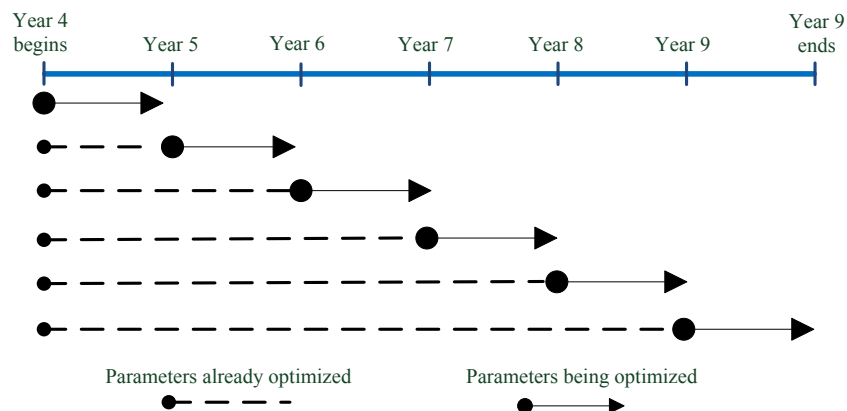 Year 4
begins
Year 5
Year 6
Year 7
Year 8
Year 9
Year 9
ends
Parameters already optimized
Parameters being optimized